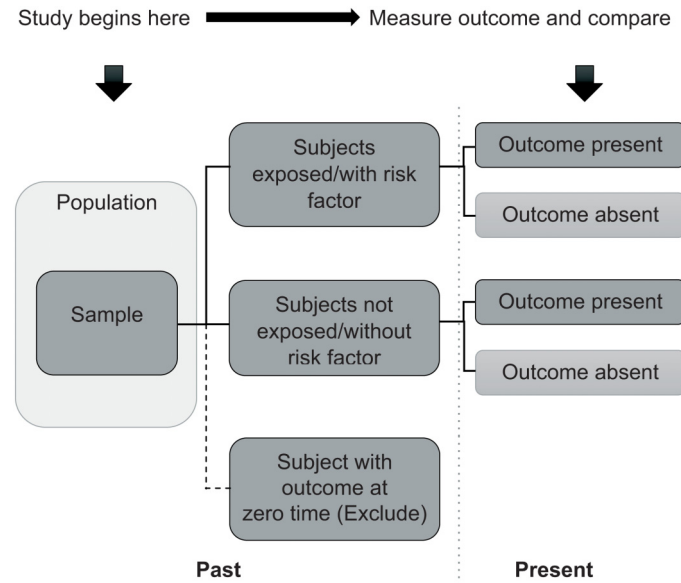 Study begins here
Measure outcome and compare
Population
Sample
Subjects
exposed/with risk
factor
Outcome present
Outcome absent
Subjects not
exposed/without
risk factor
Outcome present
Outcome absent
Subject with
outcome at
zero time (Exclude)
Past
Present